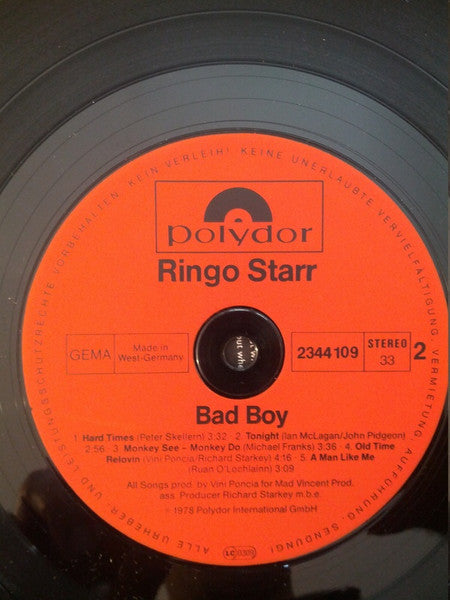 polydor
Ringo Starr
GEMA
Made in
West-Germany
2344109
STEREO
33
2
Bad Boy
1. Hard Times (Peter Skellern) 3:32 - 2. Tonight (Ian McLagan/John Pidgeon)
2:56 - 3. Monkey See - Monkey Do (Michael Franks) 3:36 - 4. Old Time
Relovin (Vini Poncia/Richard Starkey) 4:16 - 5. A Man Like Me
(Ruan O'Lochlainn) 3:09
All Songs prod. by Vini Poncia for Mad Vincent Prod.
ass. Producer Richard Starkey m.b.e.
℗ 1978 Polydor International GmbH
LC 0309
ALLE URHEBER- UND LEISTUNGSSCHUTZRECHTE VORBEHALTEN. KEIN VERLEIH! KEINE UNERLAUBTE VERVIELFÄLTIGUNG, VERMIETUNG, AUFFÜHRUNG, SENDUNG!